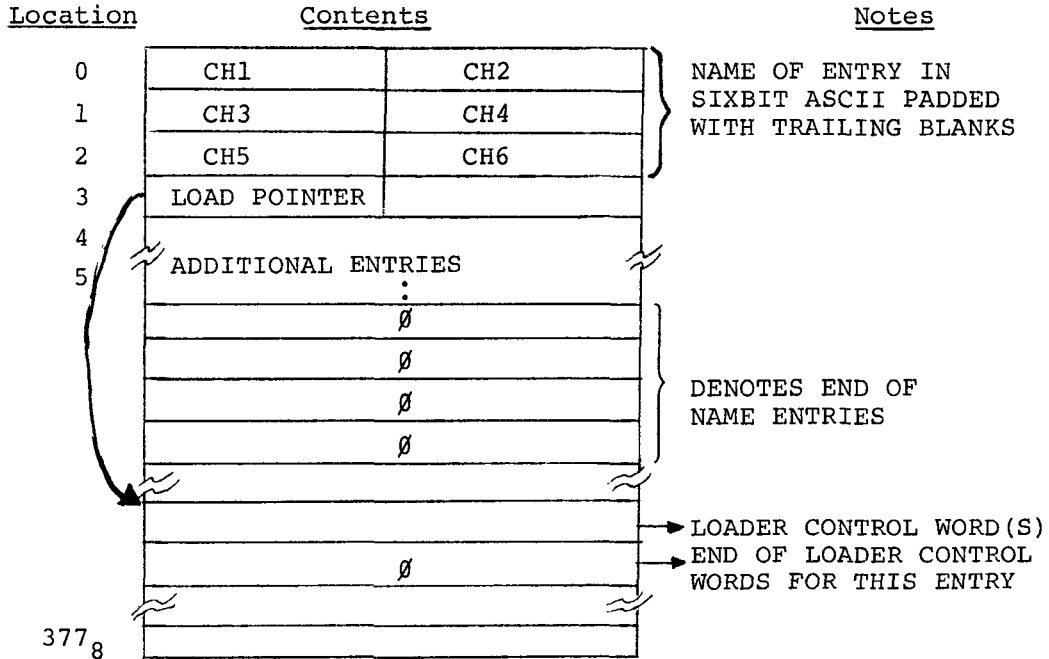 Location Contents Notes
0 CH1 CH2 NAME OF ENTRY IN
1 CH3 CH4 SIXBIT ASCII PADDED
2 CH5 CH6 WITH TRAILING BLANKS
3 LOAD POINTER
4
5 ADDITIONAL ENTRIES
Ø
Ø
Ø DENOTES END OF
Ø NAME ENTRIES
LOADER CONTROL WORD(S)
Ø END OF LOADER CONTROL
WORDS FOR THIS ENTRY
377₈